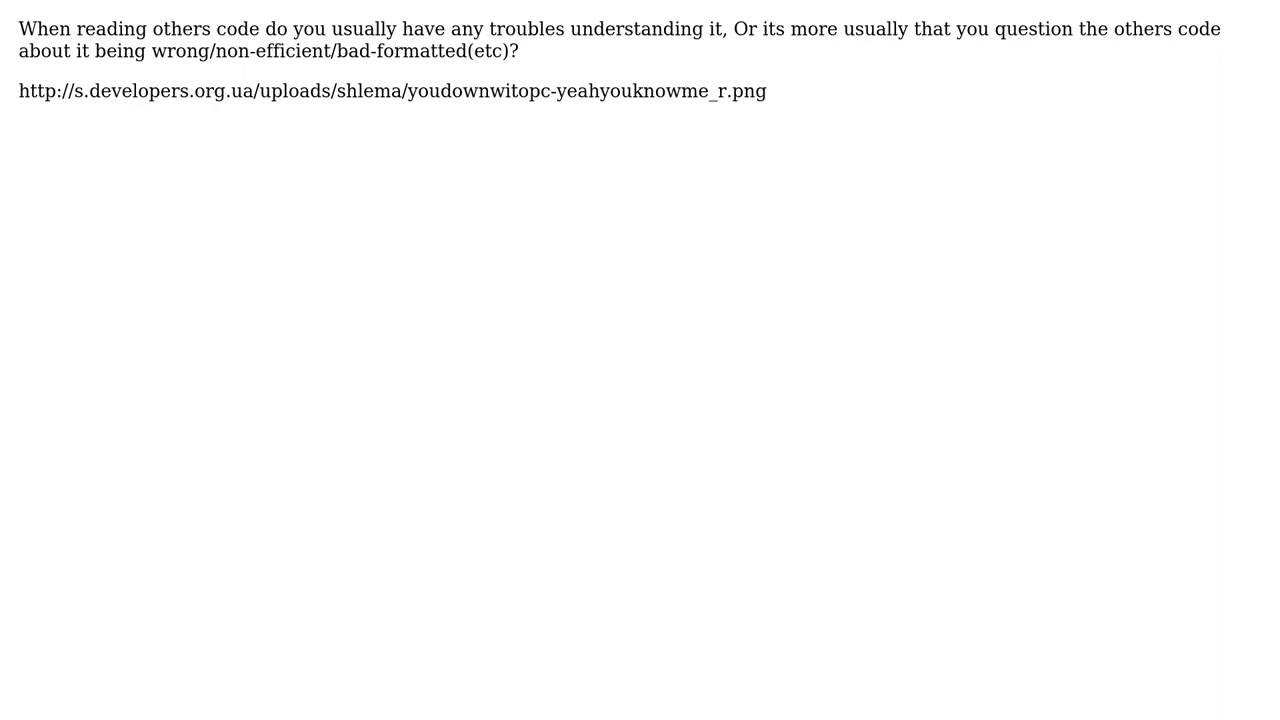 When reading others code do you usually have any troubles understanding it, Or its more usually that you question the others code
about it being wrong/non-efficient/bad-formatted(etc)?
http://s.developers.org.ua/uploads/shlema/youdownwitopc-yeahyouknowme_r.png